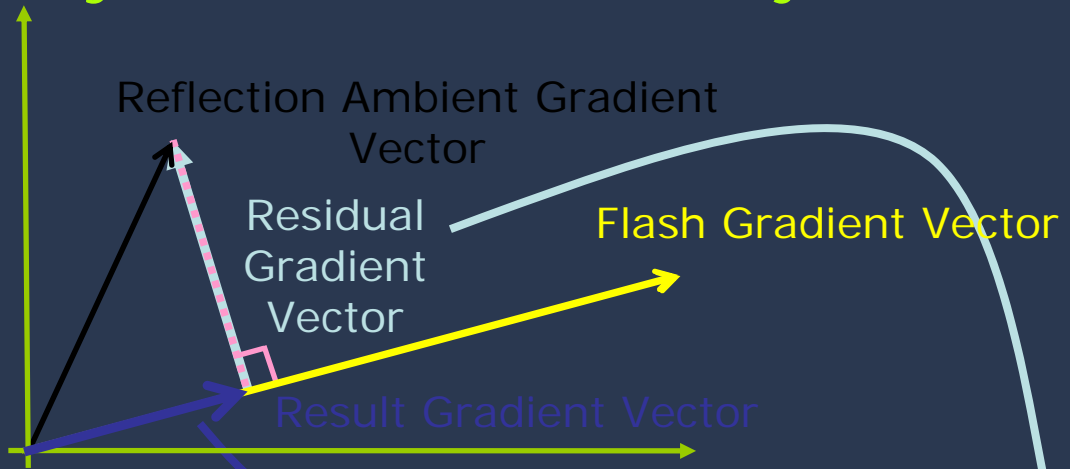 Reflection Ambient Gradient
Vector
Residual
Gradient
Vector
Flash Gradient Vector
Result Gradient Vector